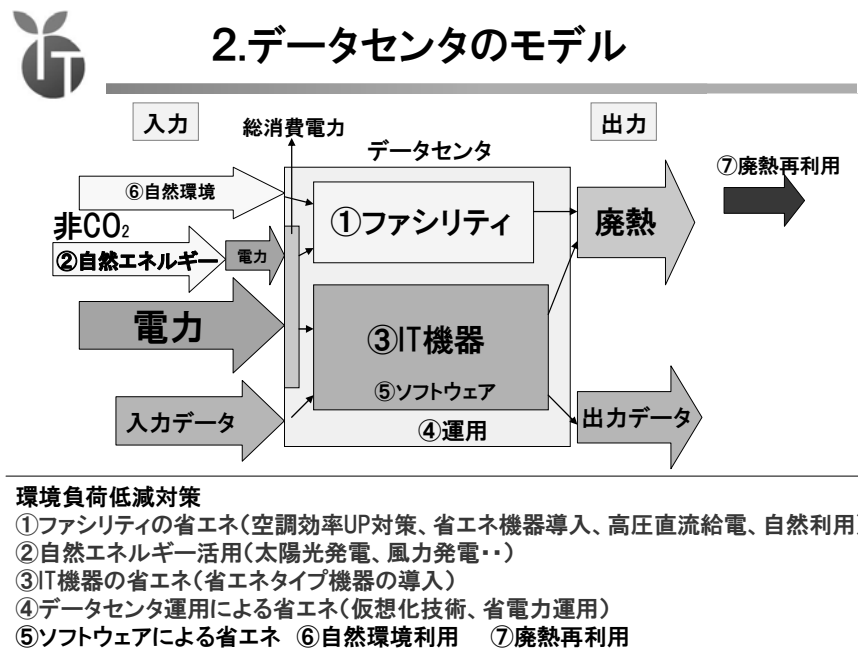 2.データセンタのモデル
入力
総消費電力
出力
データセンタ
⑦廃熱再利用
⑥自然環境
①ファシリティ
廃熱
非CO₂
②自然エネルギー
電力
電力
③IT機器
⑤ソフトウェア
入力データ
④運用
出力データ
環境負荷低減対策
①ファシリティの省エネ(空調効率UP対策、省エネ機器導入、高圧直流給電、自然利用)
②自然エネルギー活用(太陽光発電、風力発電・・)
③IT機器の省エネ(省エネタイプ機器の導入)
④データセンタ運用による省エネ(仮想化技術、省電力運用)
⑤ソフトウェアによる省エネ ⑥自然環境利用 ⑦廃熱再利用